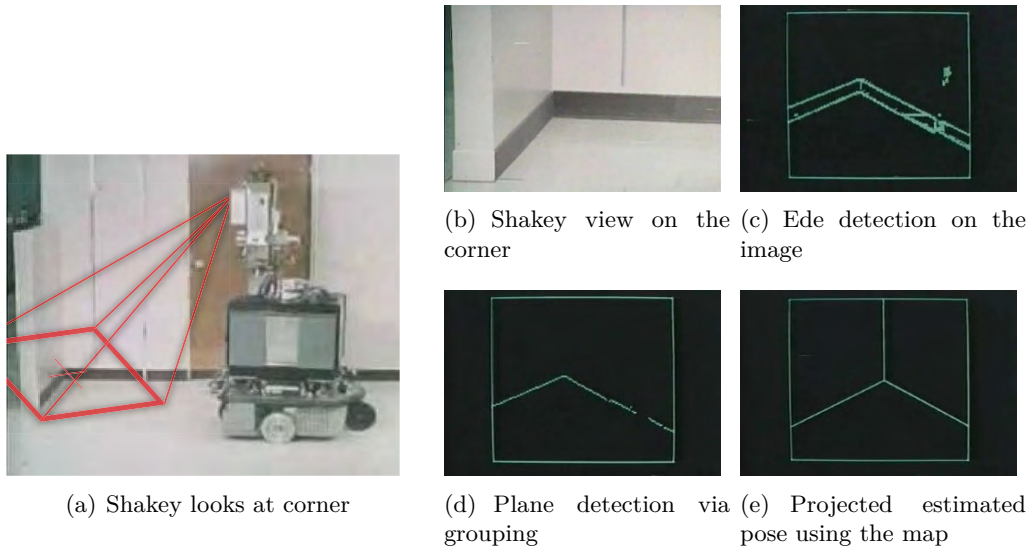 (b) Shakey view on the
corner
(c) Ede detection on the
image
(a) Shakey looks at corner
(d) Plane detection via
grouping
(e) Projected estimated
pose using the map